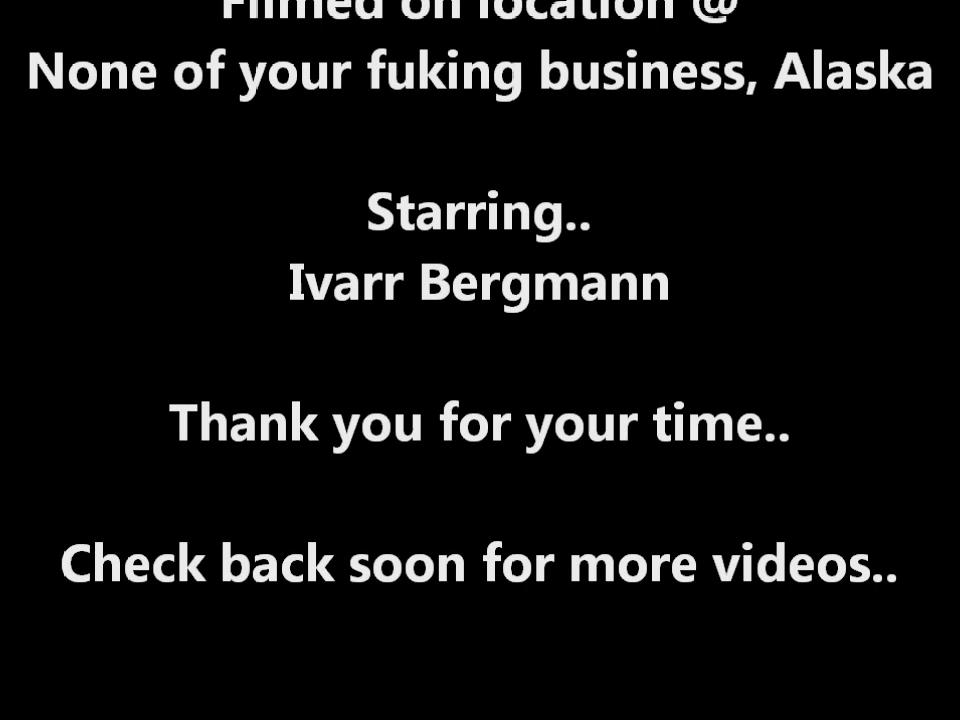 Filmed on location @
None of your fuking business, Alaska
Starring..
Ivarr Bergmann
Thank you for your time..
Check back soon for more videos..